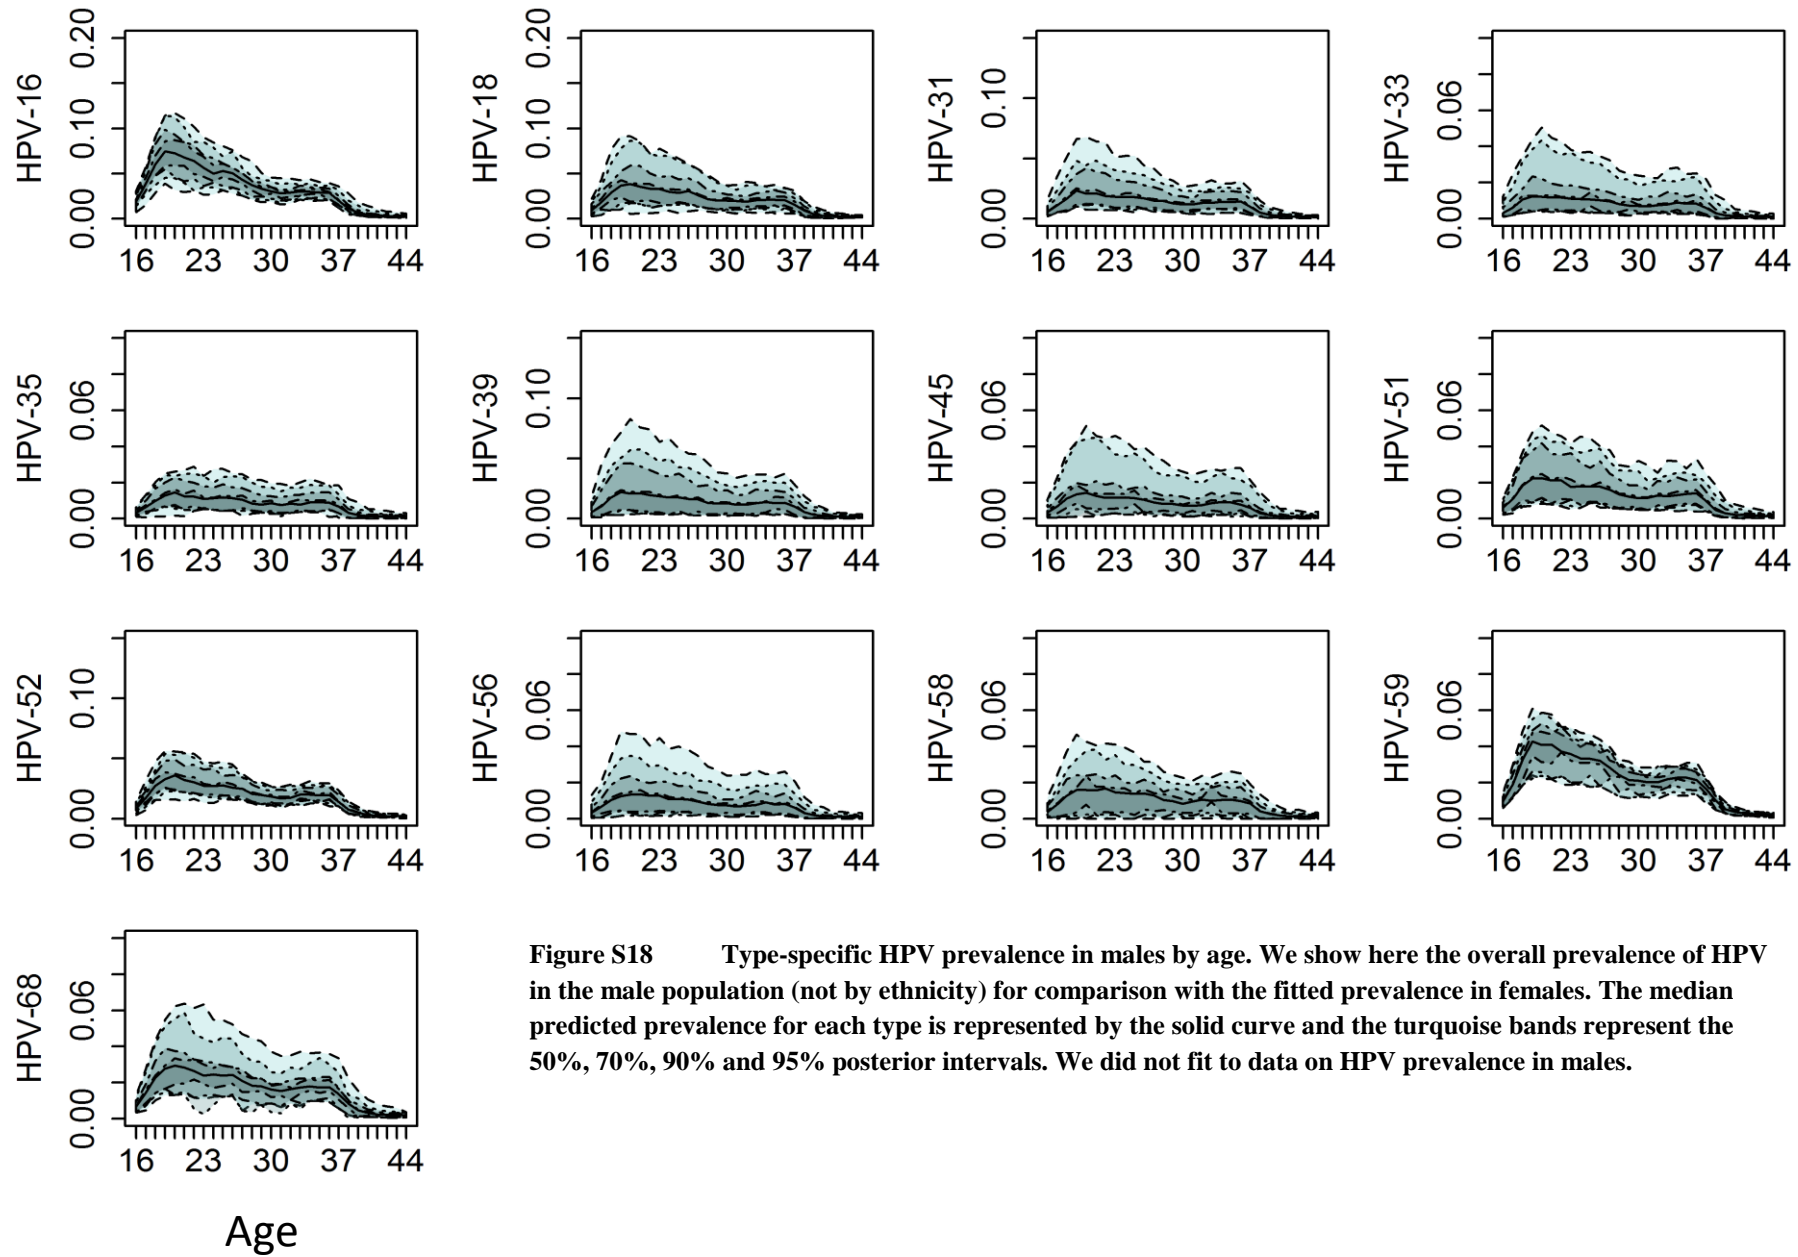 HPV-16
0.00 0.10 0.20
16 23 30 37 44
HPV-18
0.00 0.10 0.20
16 23 30 37 44
HPV-31
0.00 0.10
16 23 30 37 44
HPV-33
0.00 0.06
16 23 30 37 44
HPV-35
0.00 0.06
16 23 30 37 44
HPV-39
0.00 0.10
16 23 30 37 44
HPV-45
0.00 0.06
16 23 30 37 44
HPV-51
0.00 0.06
16 23 30 37 44
HPV-52
0.00 0.10
16 23 30 37 44
HPV-56
0.00 0.06
16 23 30 37 44
HPV-58
0.00 0.06
16 23 30 37 44
HPV-59
0.00 0.06
16 23 30 37 44
HPV-68
0.00 0.06
16 23 30 37 44
Age
Figure S18 Type-specific HPV prevalence in males by age. We show here the overall prevalence of HPV
in the male population (not by ethnicity) for comparison with the fitted prevalence in females. The median
predicted prevalence for each type is represented by the solid curve and the turquoise bands represent the
50%, 70%, 90% and 95% posterior intervals. We did not fit to data on HPV prevalence in males.